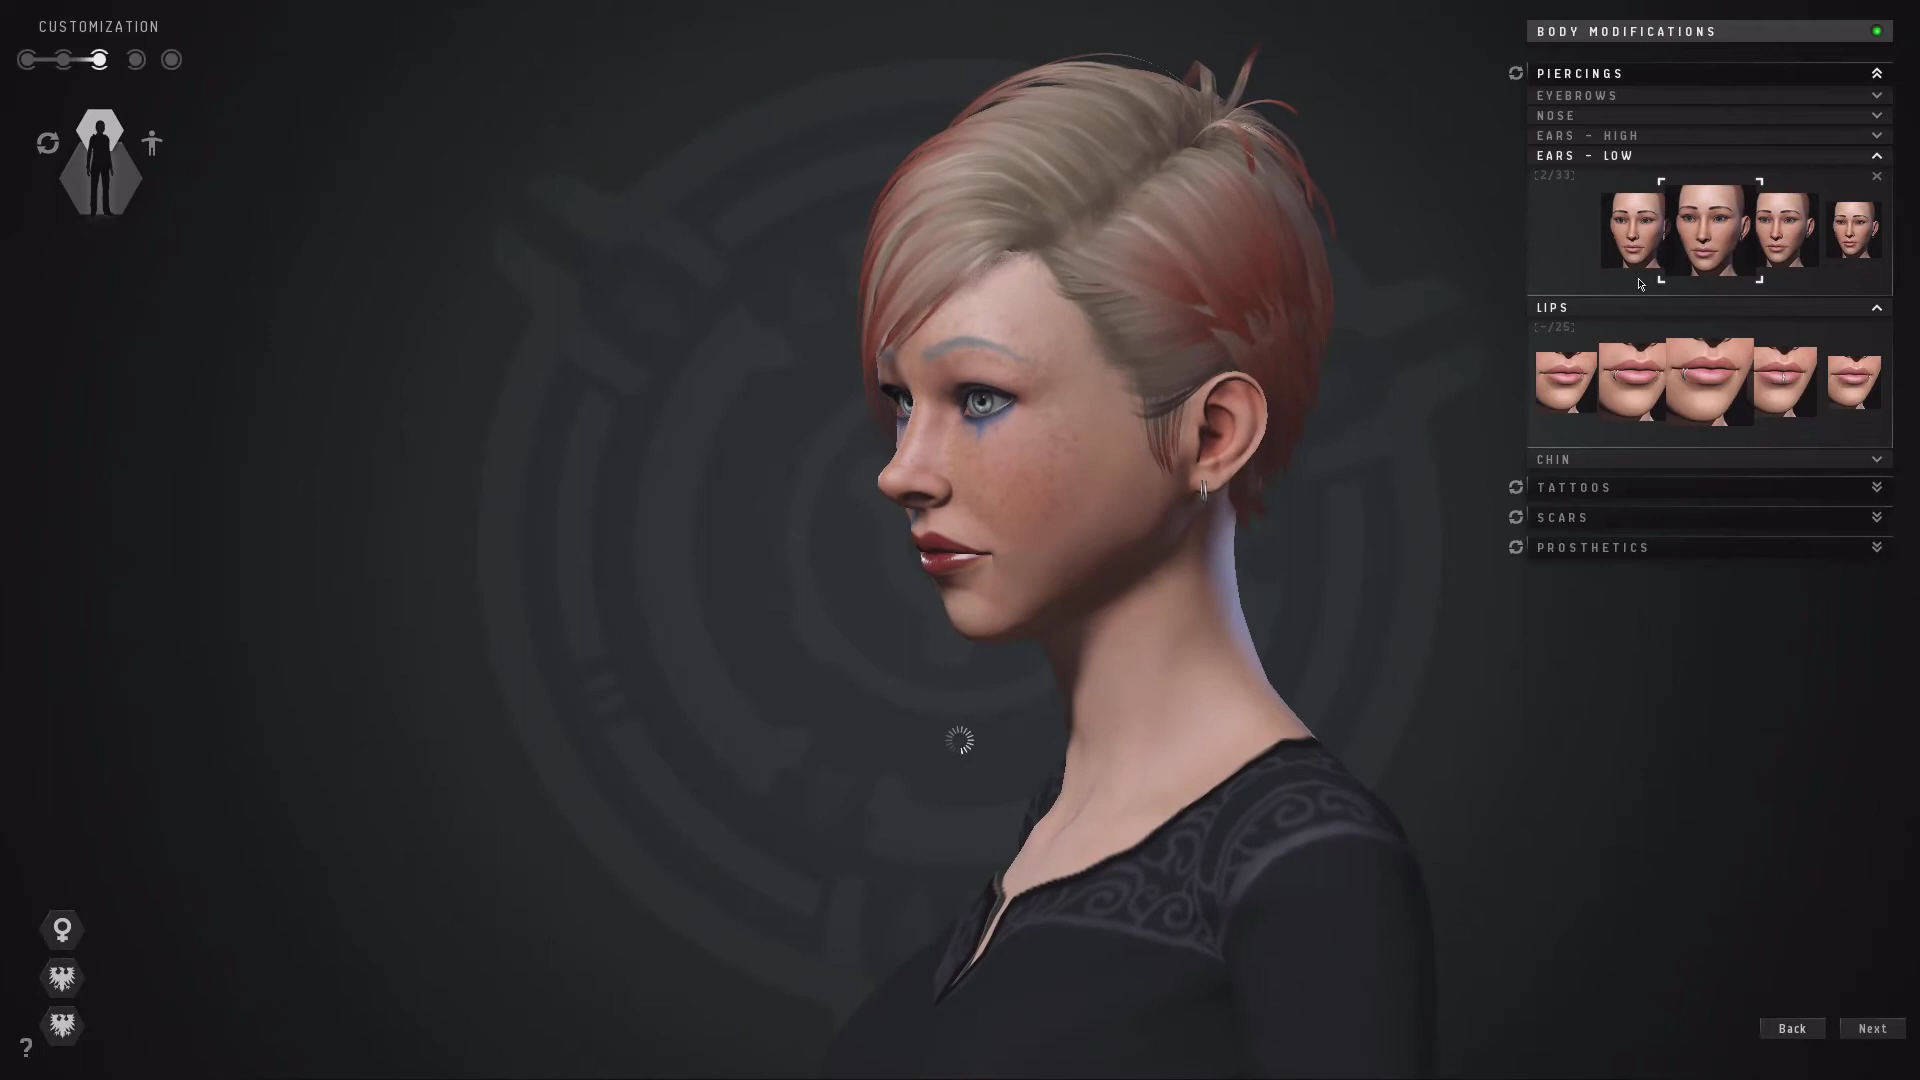 CUSTOMIZATION
BODY MODIFICATIONS
PIERCINGS
EYEBROWS
NOSE
EARS - HIGH
EARS - LOW
[2/33]
LIPS
[-/25]
CHIN
TATTOOS
SCARS
PROSTHETICS
?
Back
Next